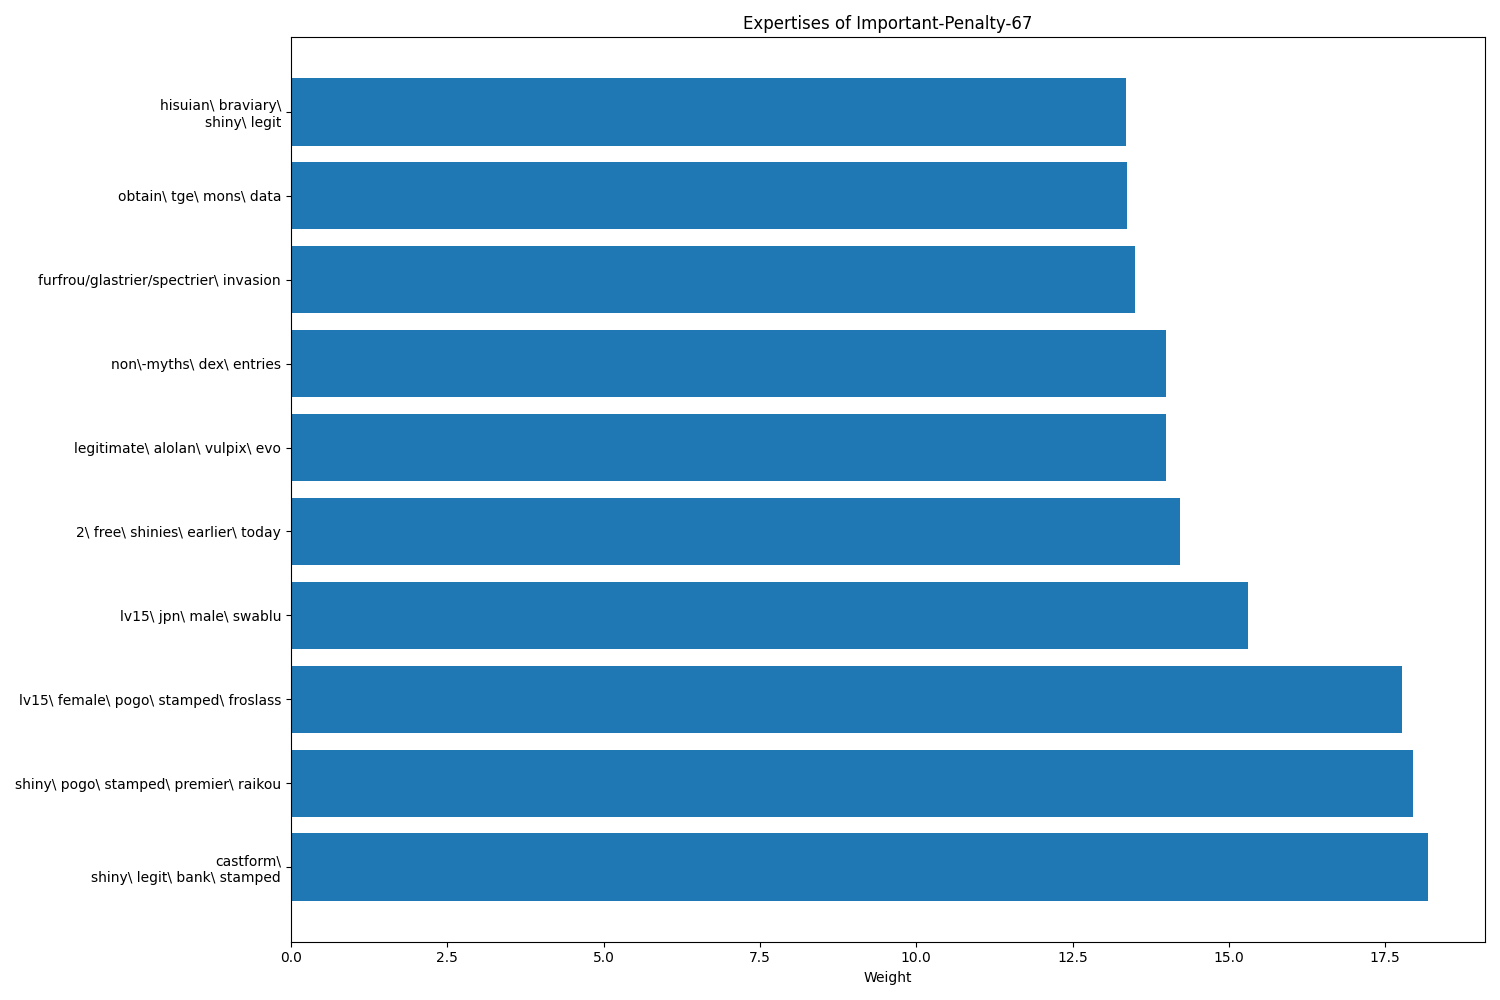 Expertises of Important-Penalty-67
hisuian\ braviary\
shiny\ legit
obtain\ tge\ mons\ data
furfrou/glastrier/spectrier\ invasion
non\-myths\ dex\ entries
legitimate\ alolan\ vulpix\ evo
2\ free\ shinies\ earlier\ today
lv15\ jpn\ male\ swablu
lv15\ female\ pogo\ stamped\ froslass
shiny\ pogo\ stamped\ premier\ raikou
castform\
shiny\ legit\ bank\ stamped
0.0 2.5 5.0 7.5 10.0 12.5 15.0 17.5
Weight